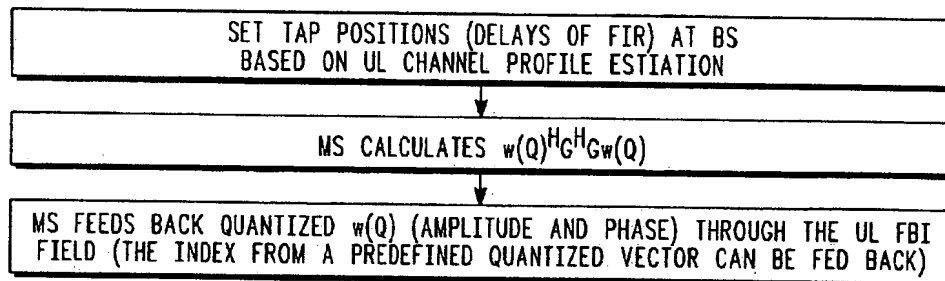 SET TAP POSITIONS (DELAYS OF FIR) AT BS
BASED ON UL CHANNEL PROFILE ESTIATION
MS CALCULATES w(Q)ᴴGᴴGw(Q)
MS FEEDS BACK QUANTIZED w(Q) (AMPLITUDE AND PHASE) THROUGH THE UL FBI
FIELD (THE INDEX FROM A PREDEFINED QUANTIZED VECTOR CAN BE FED BACK)